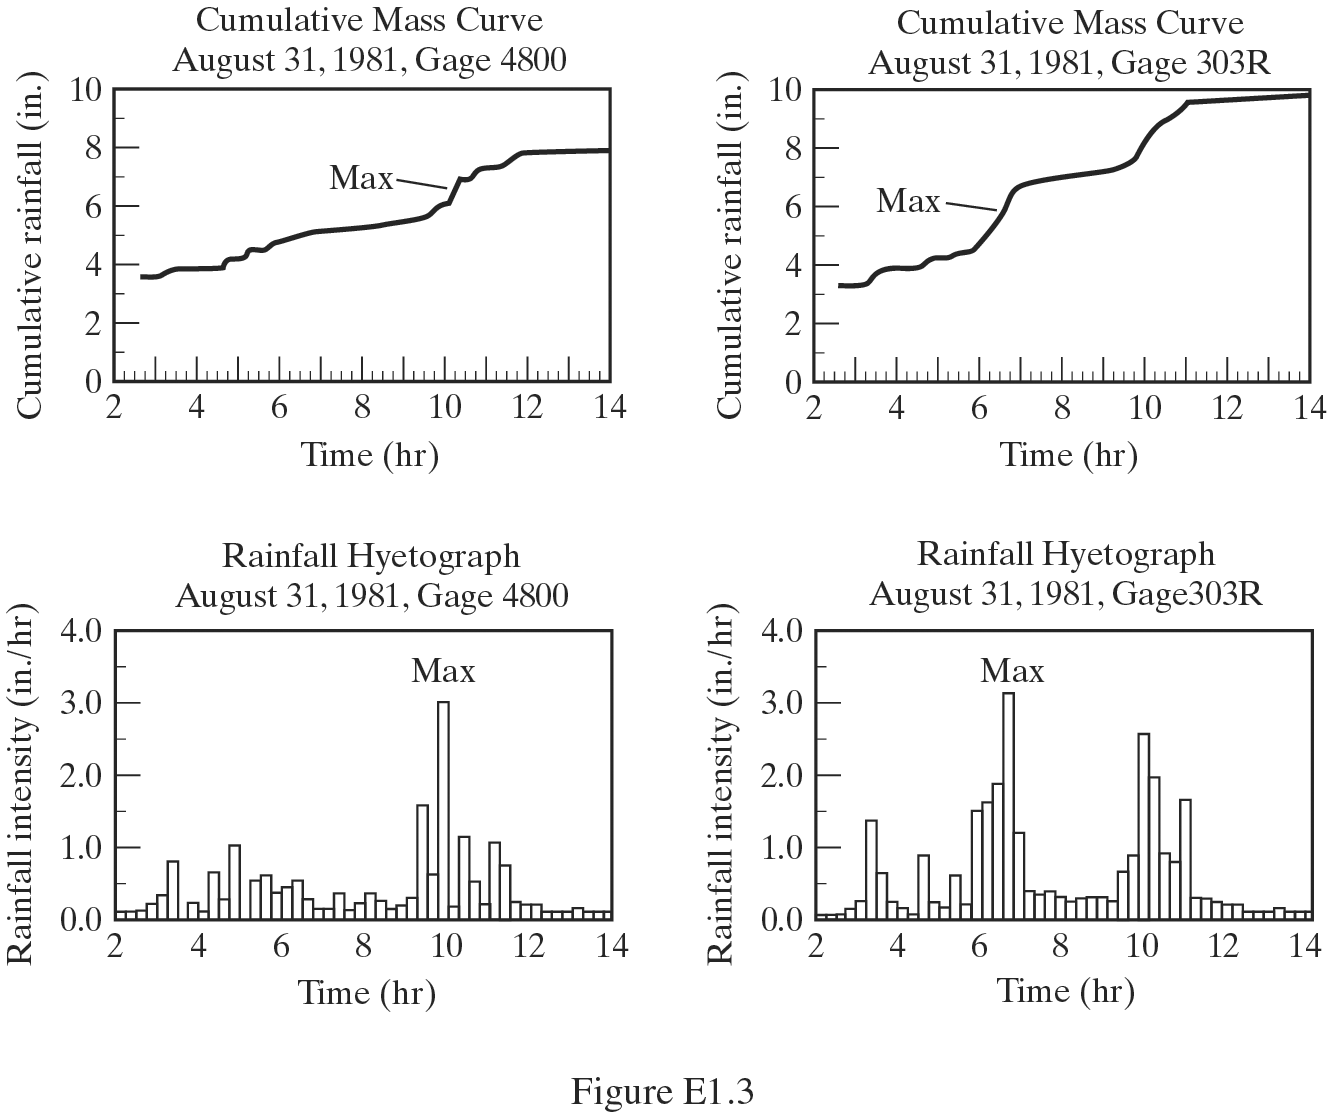 Cumulative Mass Curve
August 31, 1981, Gage 4800
Cumulative rainfall (in.)
10
8
6
4
2
0
Max
2 4 6 8 10 12 14
Time (hr)
Cumulative Mass Curve
August 31, 1981, Gage 303R
Cumulative rainfall (in.)
10
8
6
4
2
0
Max
2 4 6 8 10 12 14
Time (hr)
Rainfall Hyetograph
August 31, 1981, Gage 4800
Rainfall intensity (in./hr)
4.0
3.0
2.0
1.0
0.0
Max
2 4 6 8 10 12 14
Time (hr)
Rainfall Hyetograph
August 31, 1981, Gage303R
Rainfall intensity (in./hr)
4.0
3.0
2.0
1.0
0.0
Max
2 4 6 8 10 12 14
Time (hr)
Figure E1.3